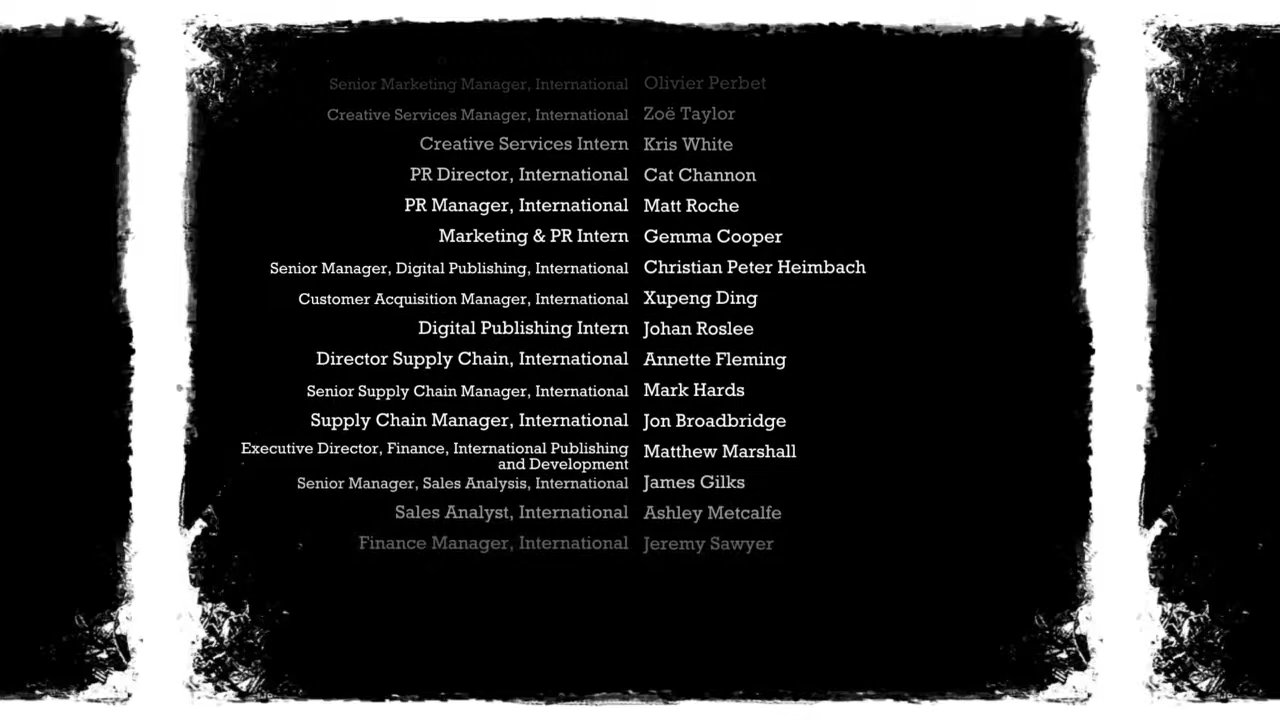 Senior Marketing Manager, International Olivier Perbet
Creative Services Manager, International Zoë Taylor
Creative Services Intern Kris White
PR Director, International Cat Channon
PR Manager, International Matt Roche
Marketing & PR Intern Gemma Cooper
Senior Manager, Digital Publishing, International Christian Peter Heimbach
Customer Acquisition Manager, International Xupeng Ding
Digital Publishing Intern Johan Roslee
Director Supply Chain, International Annette Fleming
Senior Supply Chain Manager, International Mark Hards
Supply Chain Manager, International Jon Broadbridge
Executive Director, Finance, International Publishing
and Development Matthew Marshall
Senior Manager, Sales Analysis, International James Gilks
Sales Analyst, International Ashley Metcalfe
Finance Manager, International Jeremy Sawyer